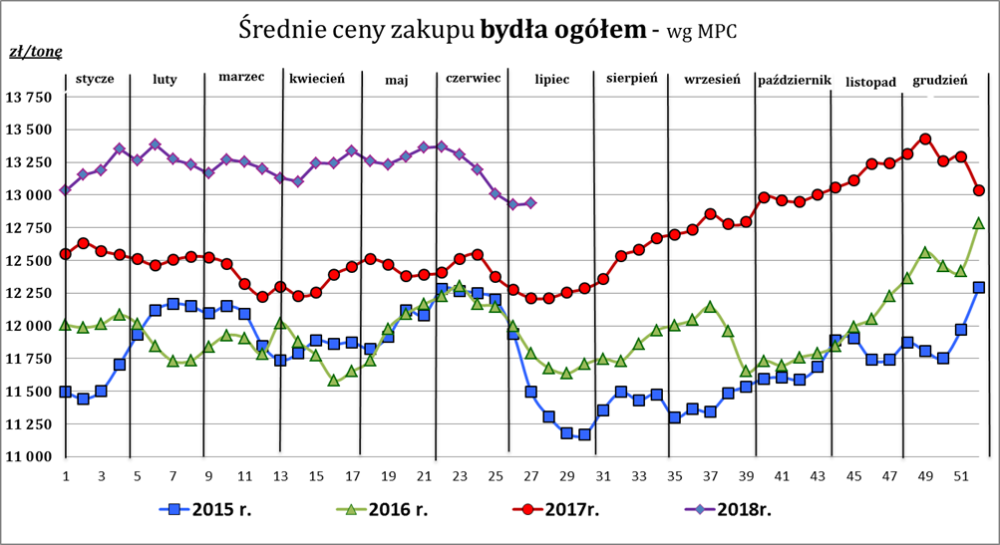 Średnie ceny zakupu bydła ogółem - wg MPC
zł/tonę
stycze luty marzec kwiecień maj czerwiec lipiec sierpień wrzesień październik listopad grudzień
13 750
13 500
13 250
13 000
12 750
12 500
12 250
12 000
11 750
11 500
11 250
11 000
1 3 5 7 9 11 13 15 17 19 21 23 25 27 29 31 33 35 37 39 41 43 45 47 49 51
2015 r. 2016 r. 2017r. 2018r.